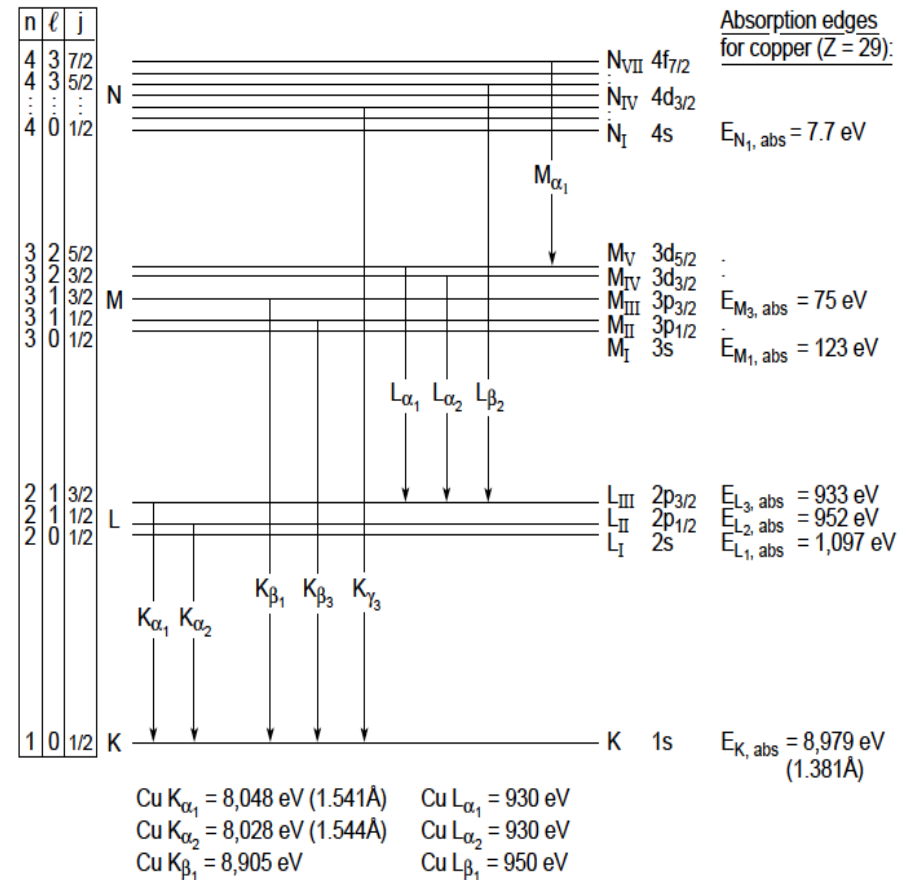 n ℓ j
Absorption edges
for copper (Z = 29):
4 3 7/2 N_VII 4f_7/2
4 3 5/2 .
N
: : : N_IV 4d_3/2
: : : :
4 0 1/2 N_I 4s E_N₁, abs = 7.7 eV
M_α₁
3 2 5/2 M_V 3d_5/2 .
3 2 3/2 M_IV 3d_3/2 .
3 1 3/2 M M_III 3p_3/2 E_M₃, abs = 75 eV
3 1 1/2 M_II 3p_1/2 .
3 0 1/2 M_I 3s E_M₁, abs = 123 eV
L_α₁ L_α₂ L_β₂
2 1 3/2 L_III 2p_3/2 E_L₃, abs = 933 eV
2 1 1/2 L L_II 2p_1/2 E_L₂, abs = 952 eV
2 0 1/2 L_I 2s E_L₁, abs = 1,097 eV
K_α₁ K_α₂ K_β₁ K_β₃ K_γ₃
1 0 1/2 K K 1s E_K, abs = 8,979 eV
(1.381Å)
Cu K_α₁ = 8,048 eV (1.541Å) Cu L_α₁ = 930 eV
Cu K_α₂ = 8,028 eV (1.544Å) Cu L_α₂ = 930 eV
Cu K_β₁ = 8,905 eV Cu L_β₁ = 950 eV